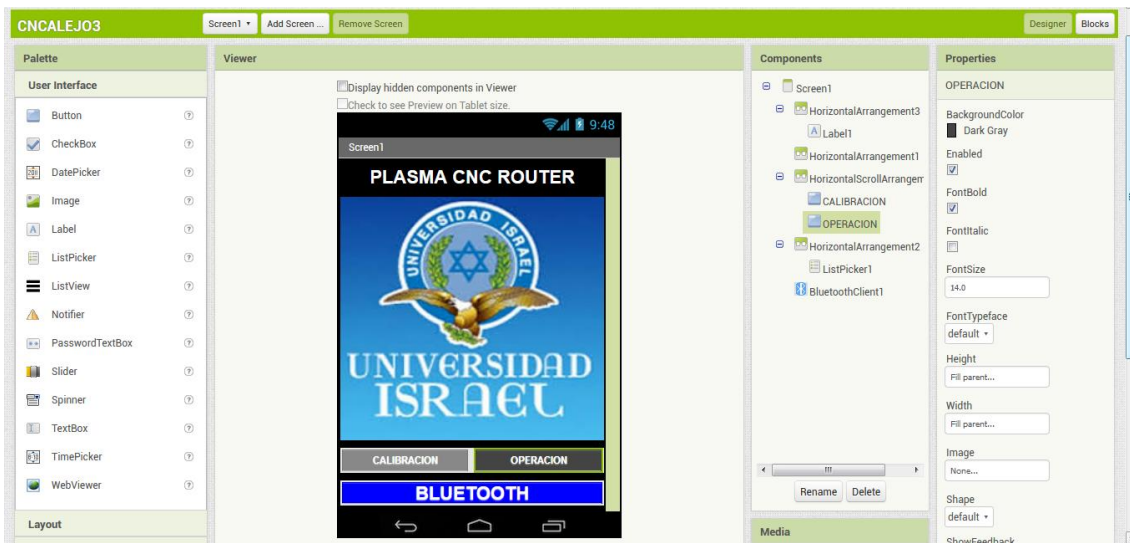 CNCALEJO3
Screen1
Add Screen ...
Remove Screen
Designer
Blocks
Palette
User Interface
Button
CheckBox
DatePicker
Image
Label
ListPicker
ListView
Notifier
PasswordTextBox
Slider
Spinner
TextBox
TimePicker
WebViewer
Layout
Viewer
Display hidden components in Viewer
Check to see Preview on Tablet size.
9:48
Screen1
PLASMA CNC ROUTER
UNIVERSIDAD ISRAEL
UNIVERSIDAD
ISRAEL
CALIBRACION
OPERACION
BLUETOOTH
Components
Screen1
HorizontalArrangement3
Label1
HorizontalArrangement1
HorizontalScrollArrangem
CALIBRACION
OPERACION
HorizontalArrangement2
ListPicker1
BluetoothClient1
Rename
Delete
Media
Properties
OPERACION
BackgroundColor
Dark Gray
Enabled
FontBold
FontItalic
FontSize
14.0
FontTypeface
default
Height
Fill parent...
Width
Fill parent...
Image
None...
Shape
default
ShowFeedback